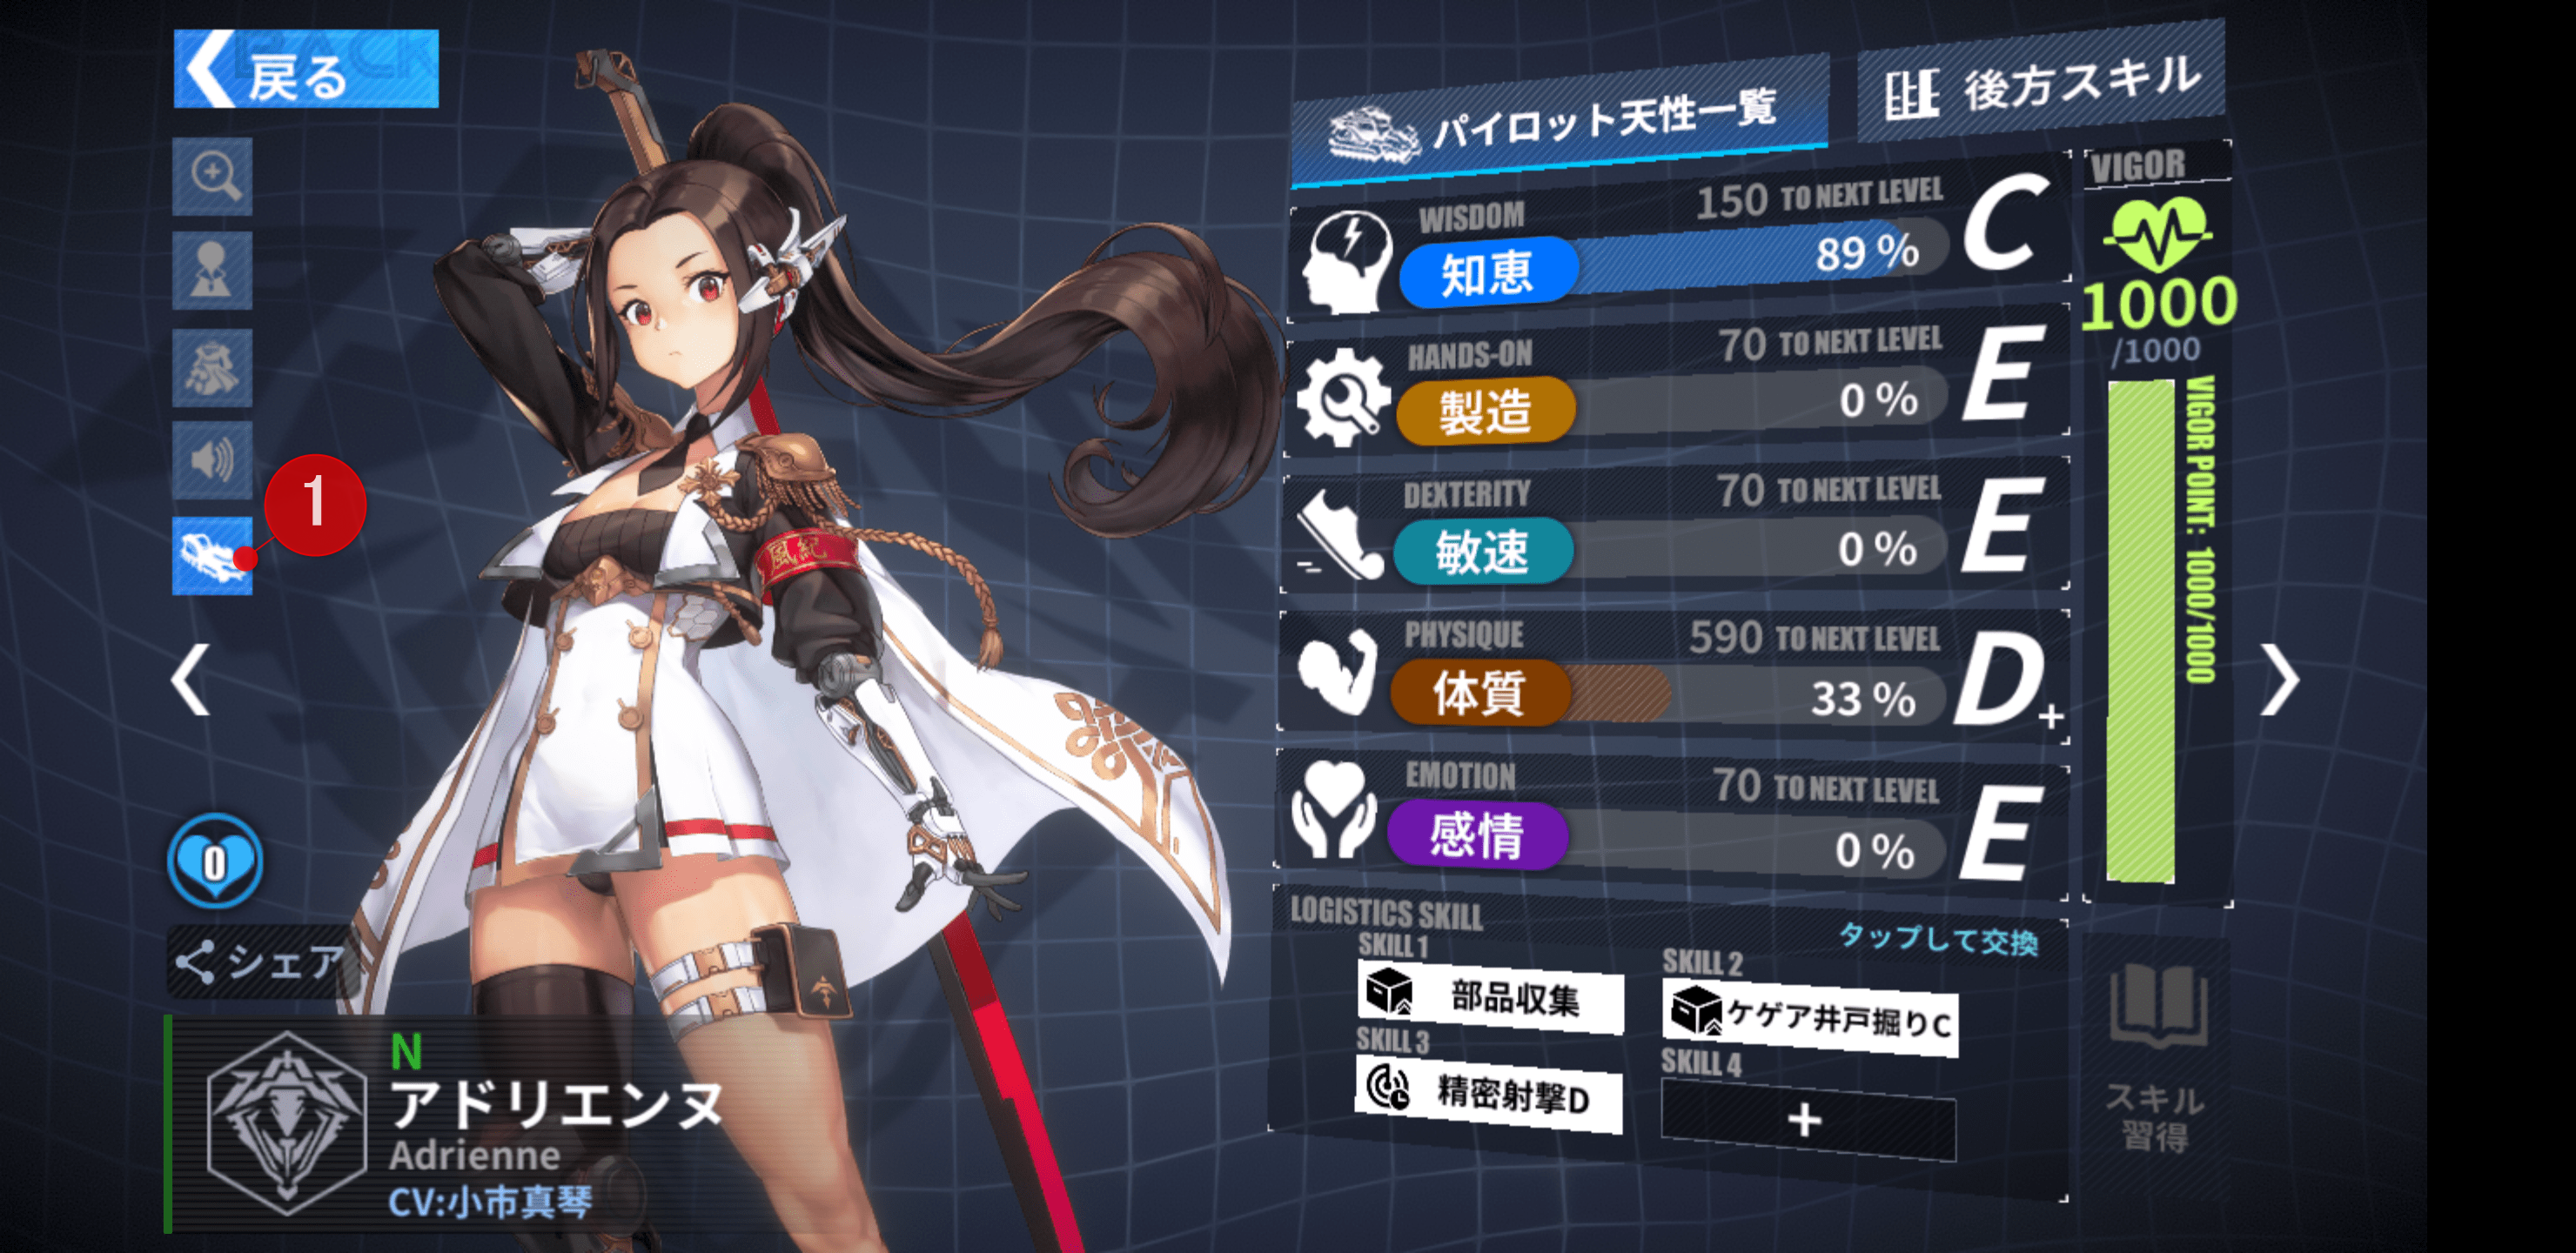 BACK
戻る
1
0
シェア
N
アドリエンヌ
Adrienne
CV:小市真琴
風紀
パイロット天性一覧
後方スキル
WISDOM
150 TO NEXT LEVEL
知恵
89 %
C
HANDS-ON
70 TO NEXT LEVEL
製造
0 %
E
DEXTERITY
70 TO NEXT LEVEL
敏速
0 %
E
PHYSIQUE
590 TO NEXT LEVEL
体質
33 %
D+
EMOTION
70 TO NEXT LEVEL
感情
0 %
E
VIGOR
1000
/1000
VIGOR POINT: 1000/1000
LOGISTICS SKILL
タップして交換
SKILL 1
部品収集
SKILL 2
ケゲア井戸掘りC
SKILL 3
精密射撃D
SKILL 4
+
スキル
習得